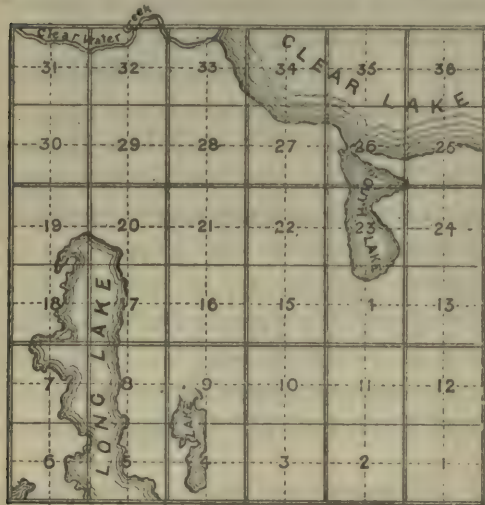 Clear Water Creek
CLEAR LAKE
31 32 33 34 35 36
30 29 28 27 26 25
SOUTH LAKE
19 20 21 22 23 24
18 17 16 15 13
LONG LAKE
7 8 9 10 11 12
LAKE
6 5 4 3 2 1